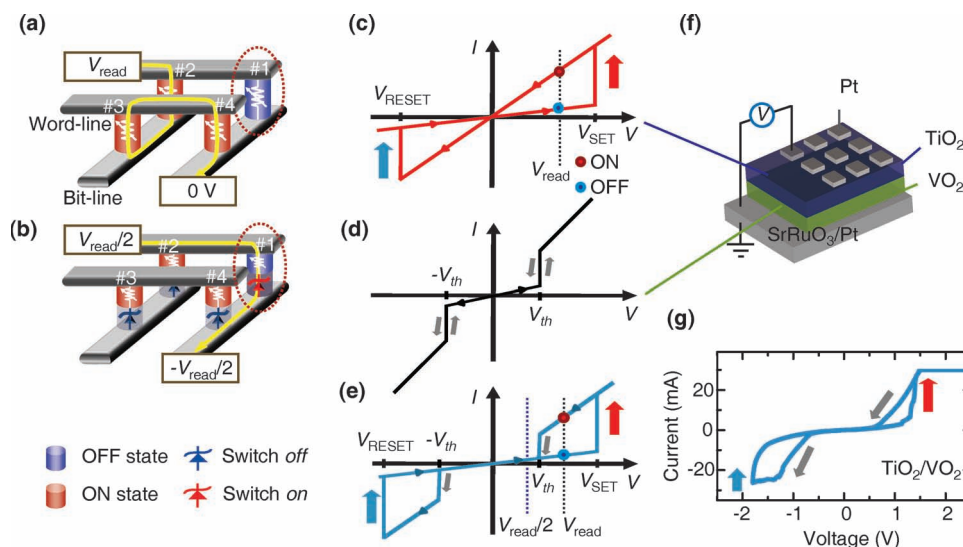 (a)
V_read
#2
#1
#3
#4
Word-line
Bit-line
0 V
(b)
V_read/2
#2
#1
#3
#4
-V_read/2
OFF state
Switch off
ON state
Switch on
(c)
I
V_RESET
V_SET
V
V_read
ON
OFF
(d)
I
-V_th
V_th
V
(e)
I
V_RESET
-V_th
V_th
V_SET
V
V_read/2
V_read
(f)
Pt
V
TiO₂
VO₂
SrRuO₃/Pt
(g)
Current (mA)
20
0
-20
TiO₂/VO₂
-2
-1
0
1
2
Voltage (V)